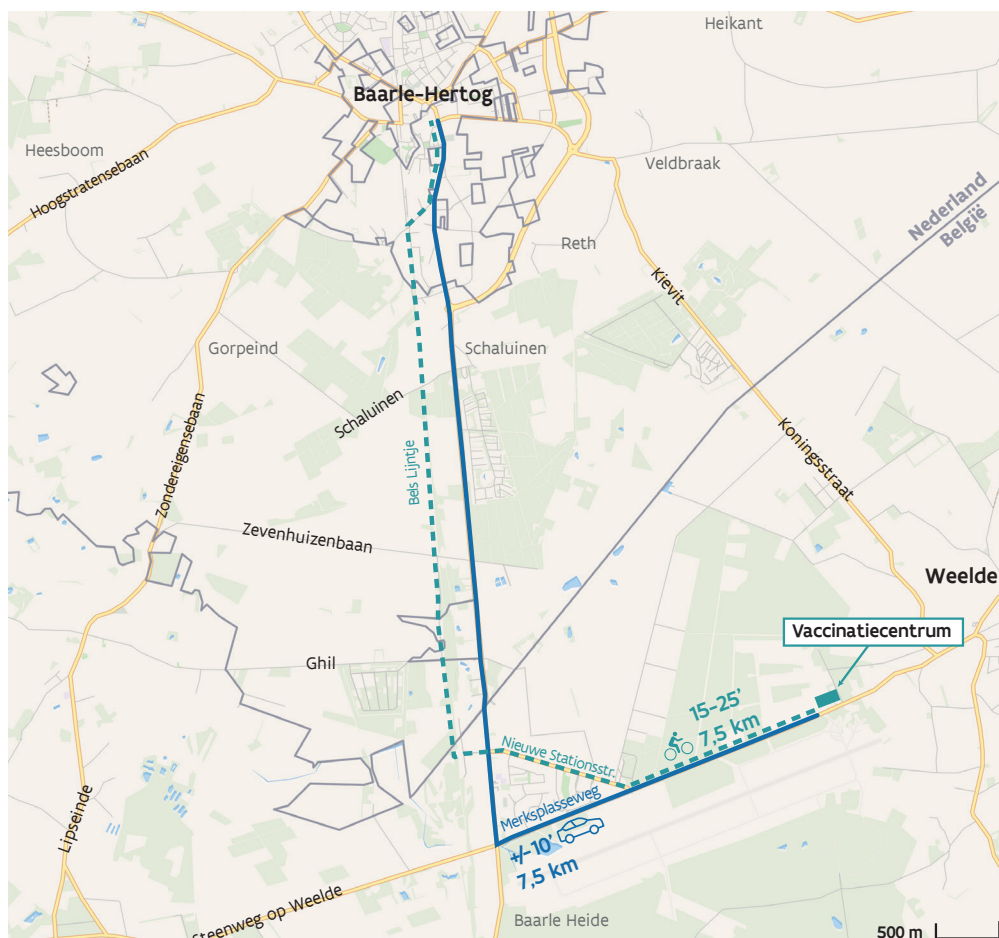 Heikant
Baarle-Hertog
Heesboom
Veldbraak
Hoogstratensebaan
Nederland
België
Reth
Kievit
Gorpeind
Schaluinen
Schaluinen
Zondereigensebaan
Bels Lijntje
Koningsstraat
Zevenhuizenbaan
Weelde
Vaccinatiecentrum
Ghil
15-25'
7,5 km
Nieuwe Stationsstr.
Merksplasseweg
Lipseinde
+/-10'
7,5 km
Steenweg op Weelde
Baarle Heide
500 m